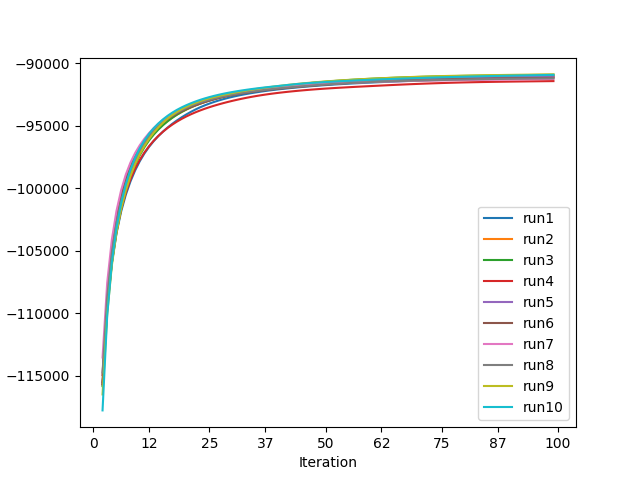 −90000
−95000
−100000
−105000
−110000
−115000
run1
run2
run3
run4
run5
run6
run7
run8
run9
run10
0 12 25 37 50 62 75 87 100
Iteration